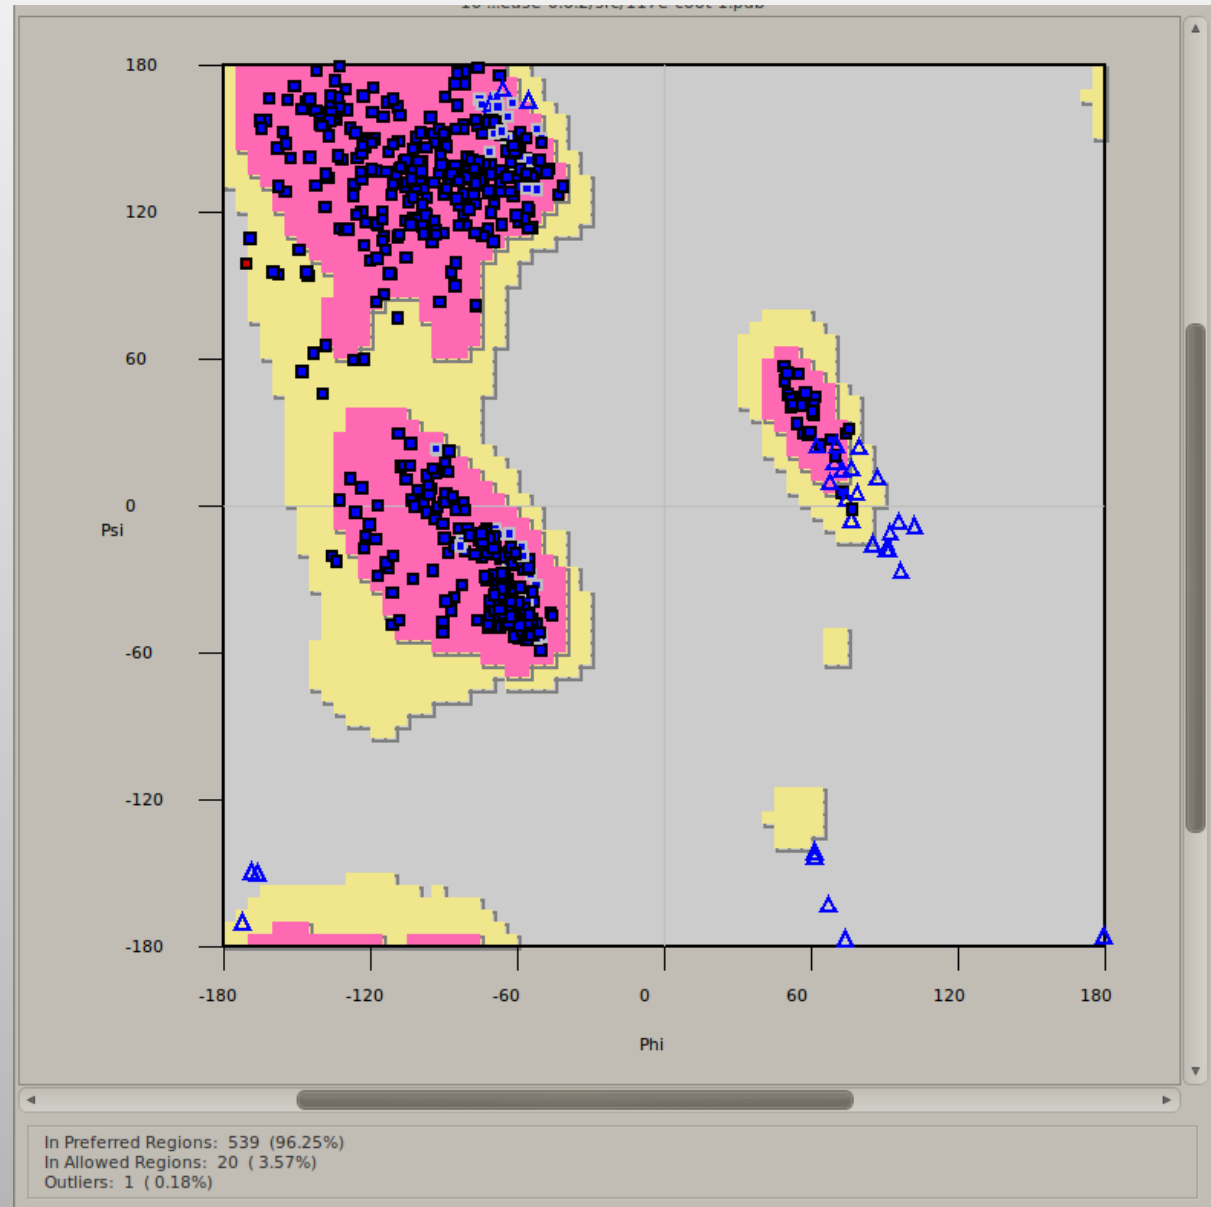 180
120
60
0
Psi
-60
-120
-180
-180 -120 -60 0 60 120 180
Phi
In Preferred Regions: 539 (96.25%)
In Allowed Regions: 20 ( 3.57%)
Outliers: 1 ( 0.18%)